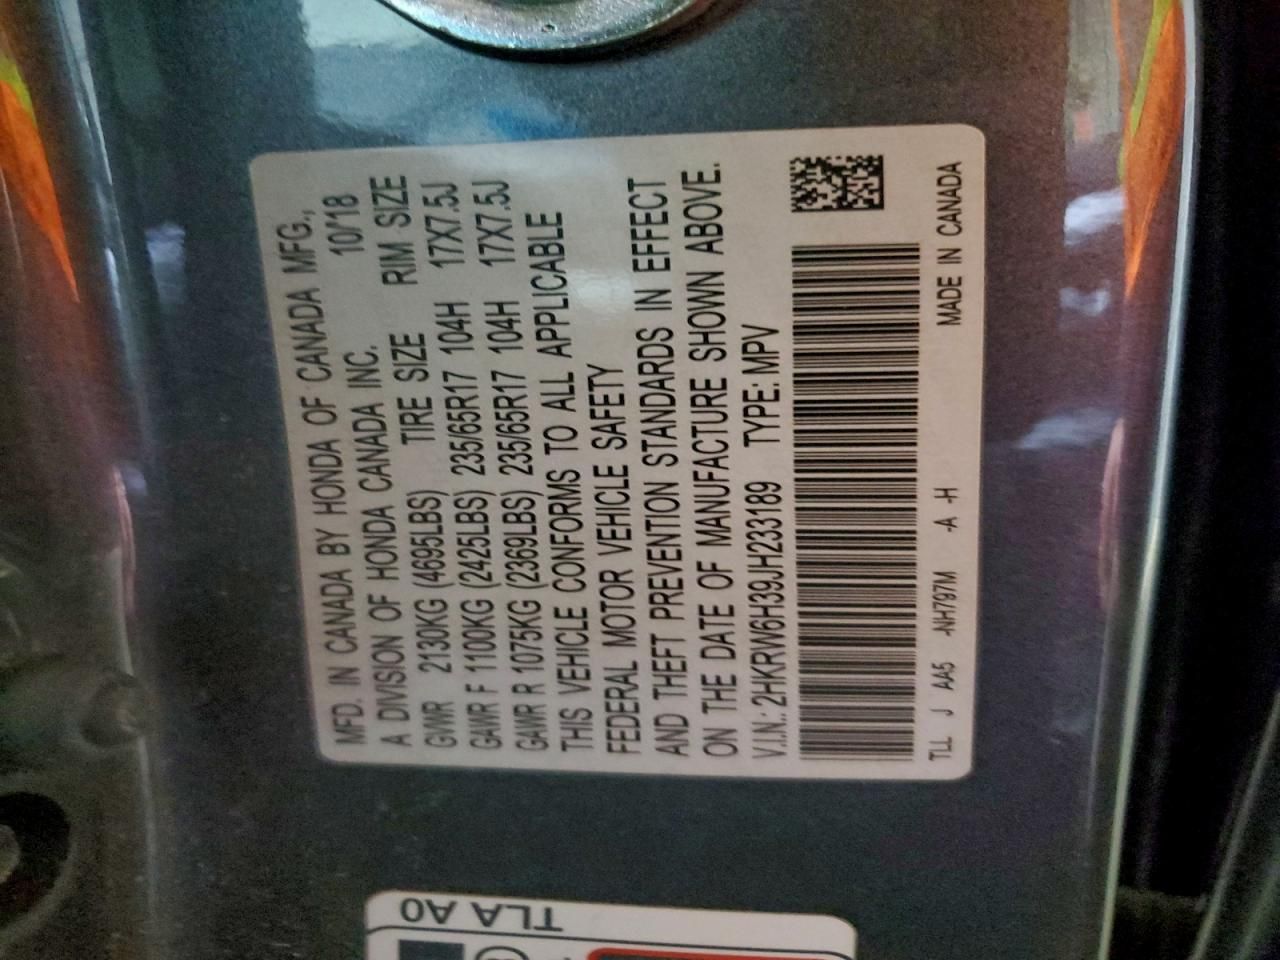 MFD. IN CANADA BY HONDA OF CANADA MFG.,
A DIVISION OF HONDA CANADA INC. 10/18
GWR 2130KG (4695LBS) TIRE SIZE RIM SIZE
GAWR F 1100KG (2425LBS) 235/65R17 104H 17X7.5J
GAWR R 1075KG (2369LBS) 235/65R17 104H 17X7.5J
THIS VEHICLE CONFORMS TO ALL APPLICABLE
FEDERAL MOTOR VEHICLE SAFETY
AND THEFT PREVENTION STANDARDS IN EFFECT
ON THE DATE OF MANUFACTURE SHOWN ABOVE.
V.I.N.: 2HKRW6H39JH233189 TYPE: MPV
TLL J AA5 -NH797M -A -H MADE IN CANADA
TLA A0